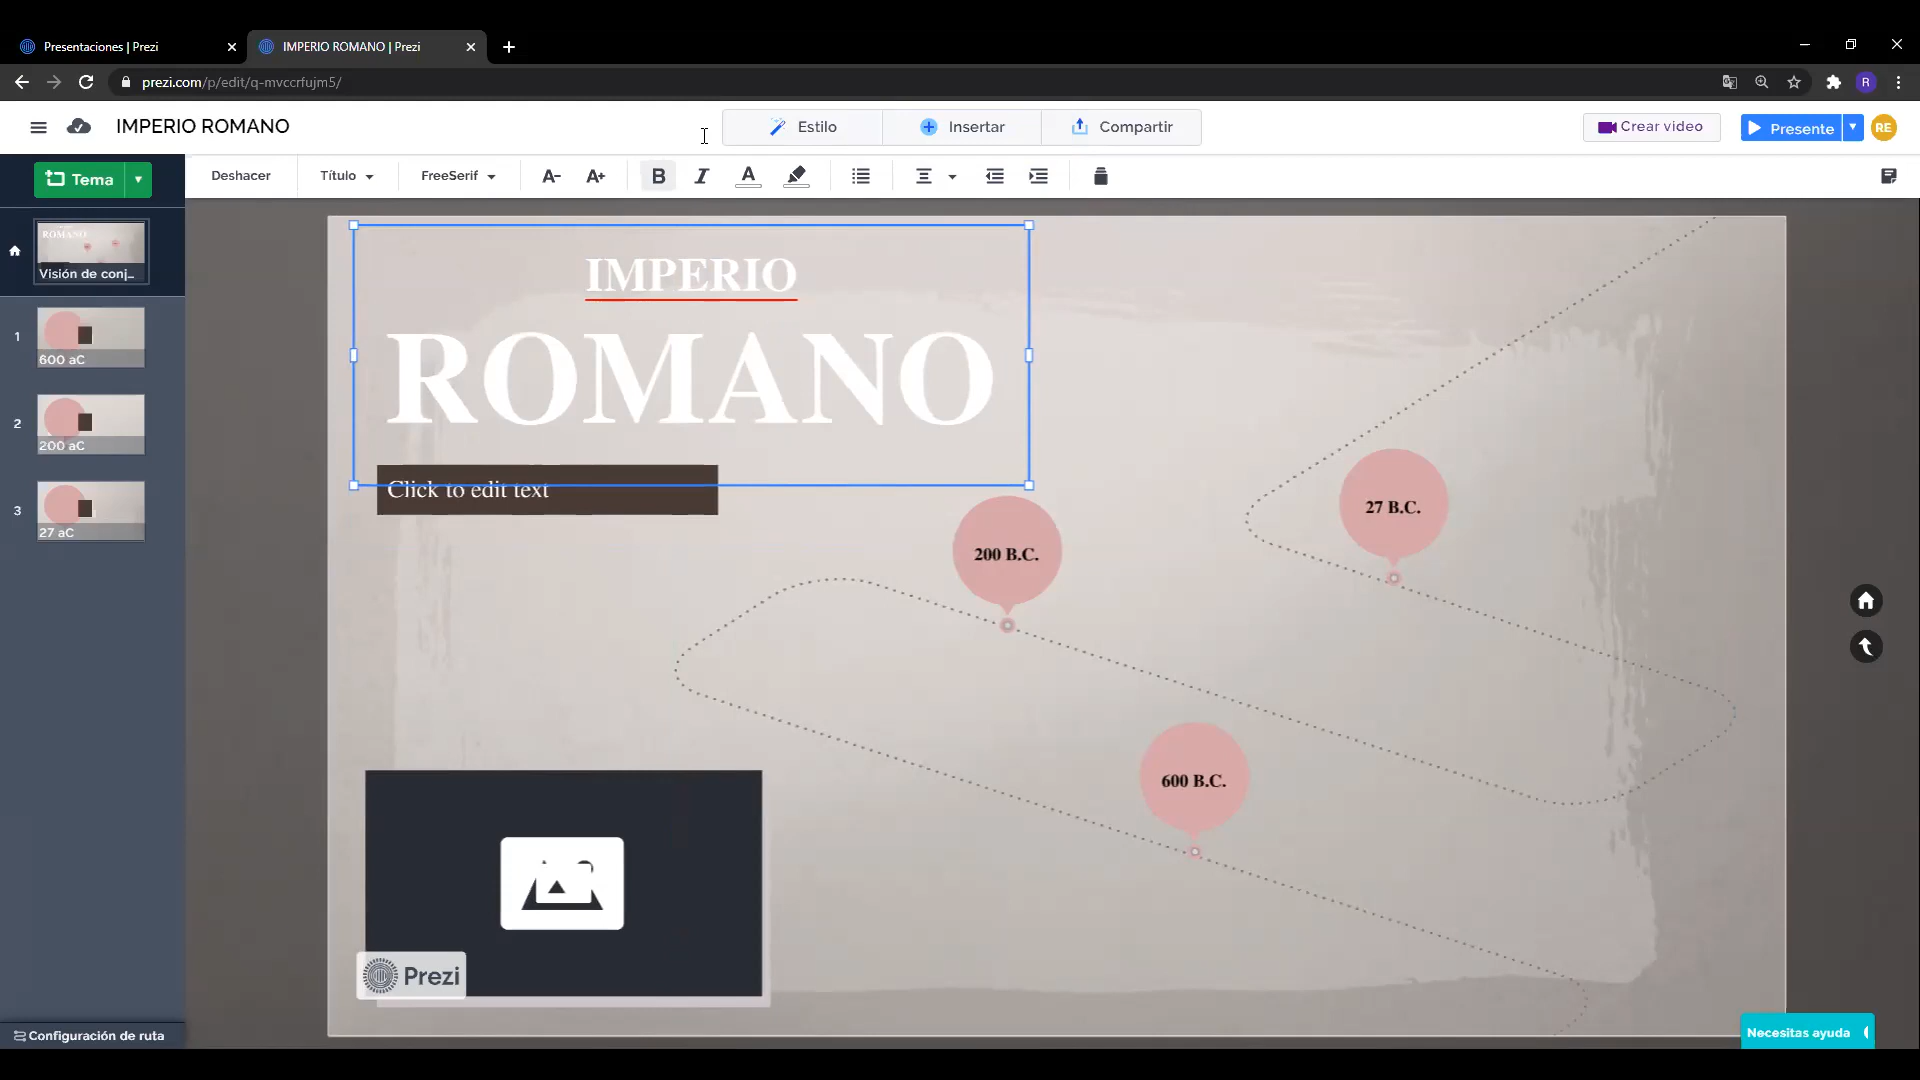 Presentaciones | Prezi
IMPERIO ROMANO | Prezi
prezi.com/p/edit/q-mvccrfujm5/
R
IMPERIO ROMANO
Estilo
Insertar
Compartir
Crear video
Presente
RE
Tema
Deshacer
Título
FreeSerif
A-
A+
B
I
A
ROMANO
Visión de conj...
1
600 aC
2
200 aC
3
27 aC
IMPERIO
ROMANO
Click to edit text
27 B.C.
200 B.C.
600 B.C.
Prezi
Configuración de ruta
Necesitas ayuda